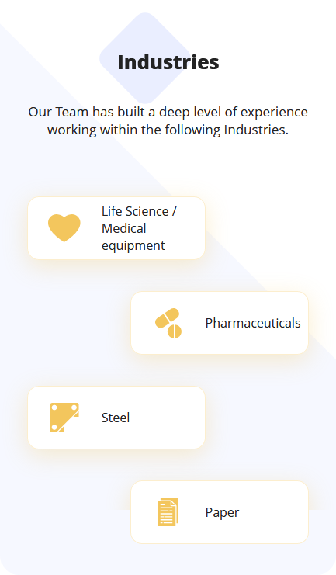 Industries
Our Team has built a deep level of experience
working within the following Industries.
Life Science /
Medical
equipment
Pharmaceuticals
Steel
Paper